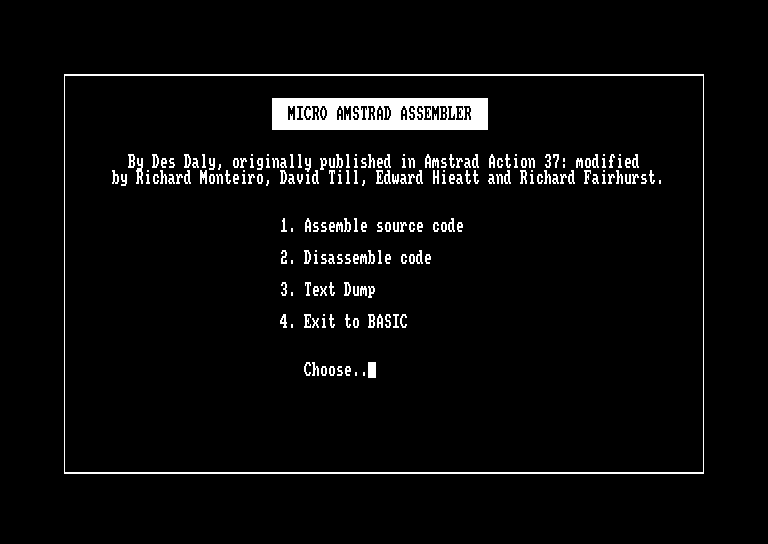 MICRO AMSTRAD ASSEMBLER
By Des Daly, originally published in Amstrad Action 37: modified
by Richard Monteiro, David Till, Edward Hieatt and Richard Fairhurst.
1. Assemble source code
2. Disassemble code
3. Text Dump
4. Exit to BASIC
Choose..